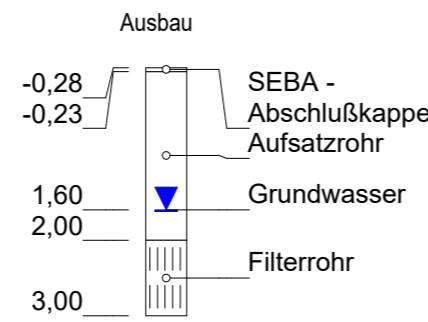 Ausbau
-0,28
SEBA -
-0,23
Abschlußkappe
Aufsatzrohr
1,60
Grundwasser
2,00
Filterrohr
3,00